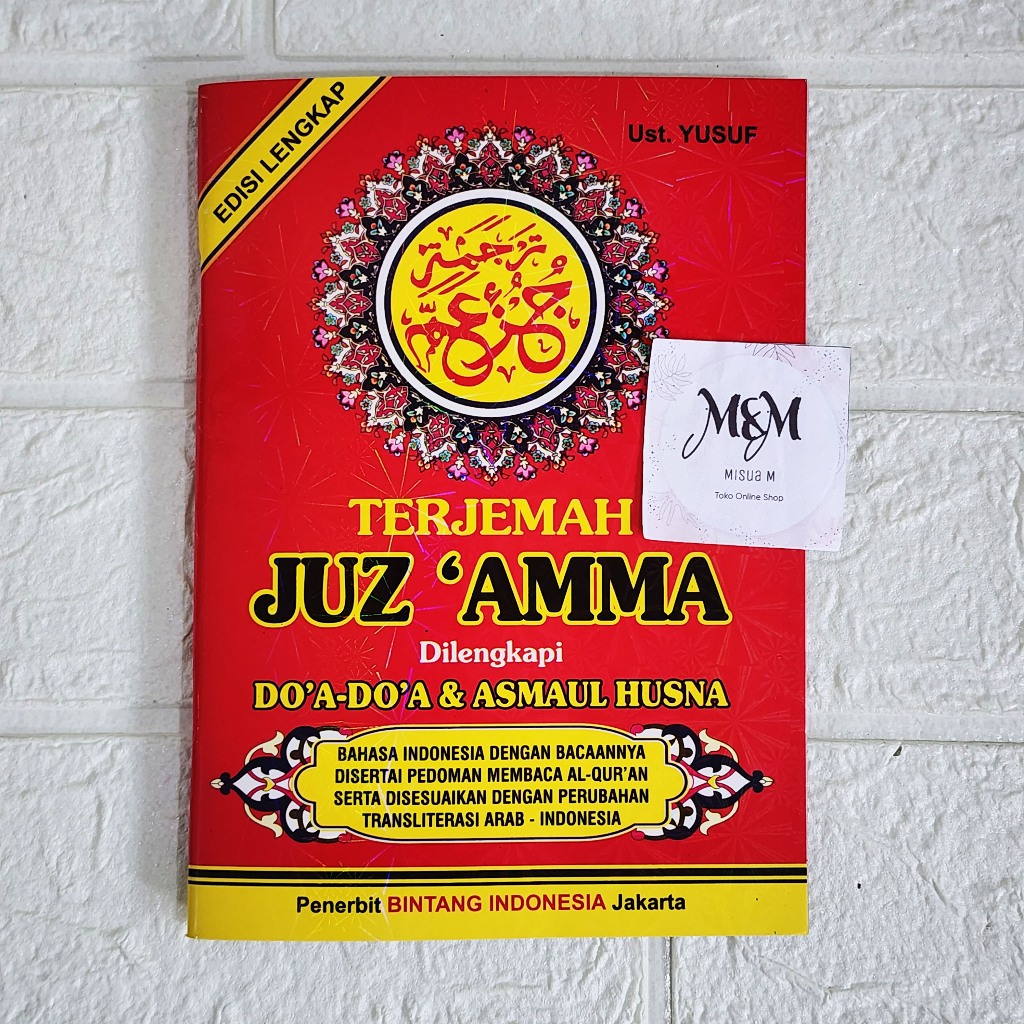 EDISI LENGKAP
Ust. YUSUF
ترجمة
جزء عم
M&M
Misua M
Toko Online Shop
TERJEMAH
JUZ ‘AMMA
Dilengkapi
DO’A-DO’A & ASMAUL HUSNA
BAHASA INDONESIA DENGAN BACAANNYA
DISERTAI PEDOMAN MEMBACA AL-QUR’AN
SERTA DISESUAIKAN DENGAN PERUBAHAN
TRANSLITERASI ARAB - INDONESIA
Penerbit BINTANG INDONESIA Jakarta